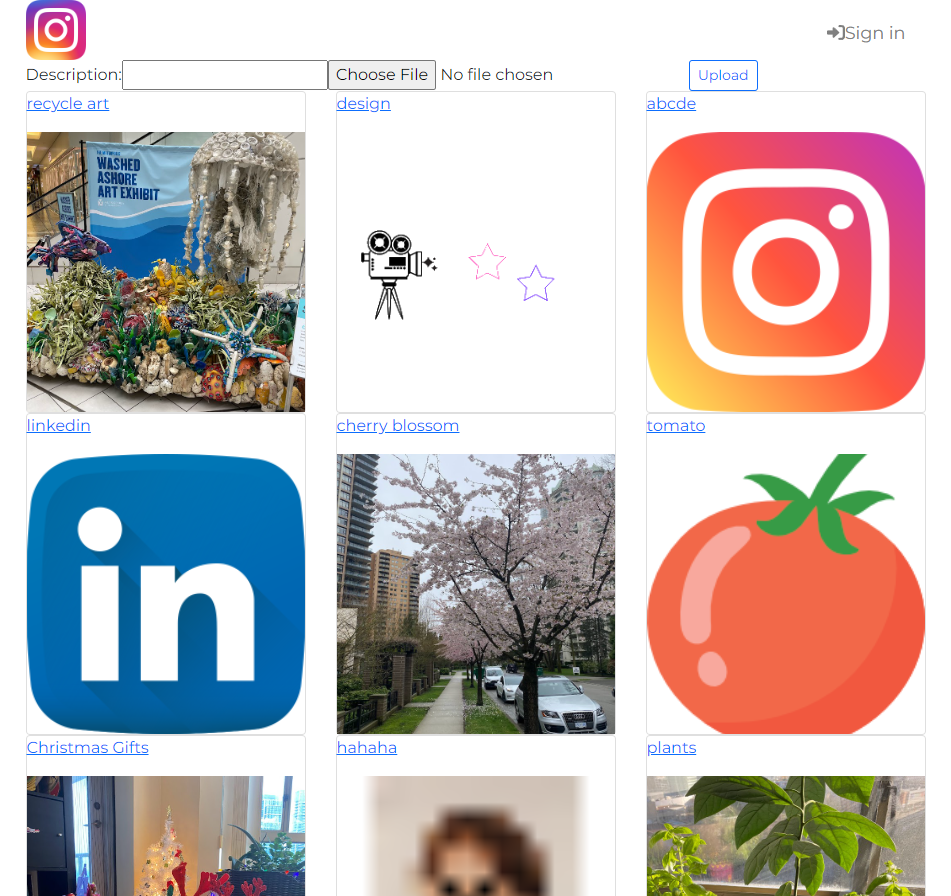 Sign in
Description: Choose File No file chosen Upload
recycle art
design
abcde
WASHED
ASHORE
ART EXHIBIT
linkedin
cherry blossom
tomato
in
Christmas Gifts
hahaha
plants